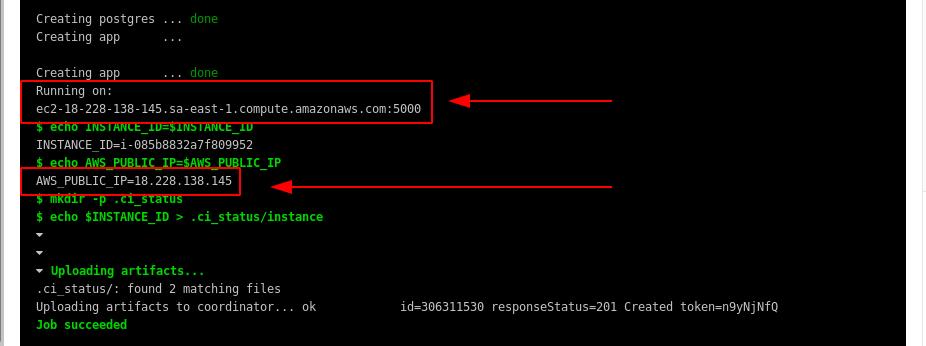 Creating postgres ... done
Creating app      ...
Creating app      ... done
Running on:
ec2-18-228-138-145.sa-east-1.compute.amazonaws.com:5000
$ echo INSTANCE_ID=$INSTANCE_ID
INSTANCE_ID=i-085b8832a7f809952
$ echo AWS_PUBLIC_IP=$AWS_PUBLIC_IP
AWS_PUBLIC_IP=18.228.138.145
$ mkdir -p .ci_status
$ echo $INSTANCE_ID > .ci_status/instance
Uploading artifacts...
.ci_status/: found 2 matching files
Uploading artifacts to coordinator... ok            id=306311530 responseStatus=201 Created token=n9yNjNfQ
Job succeeded